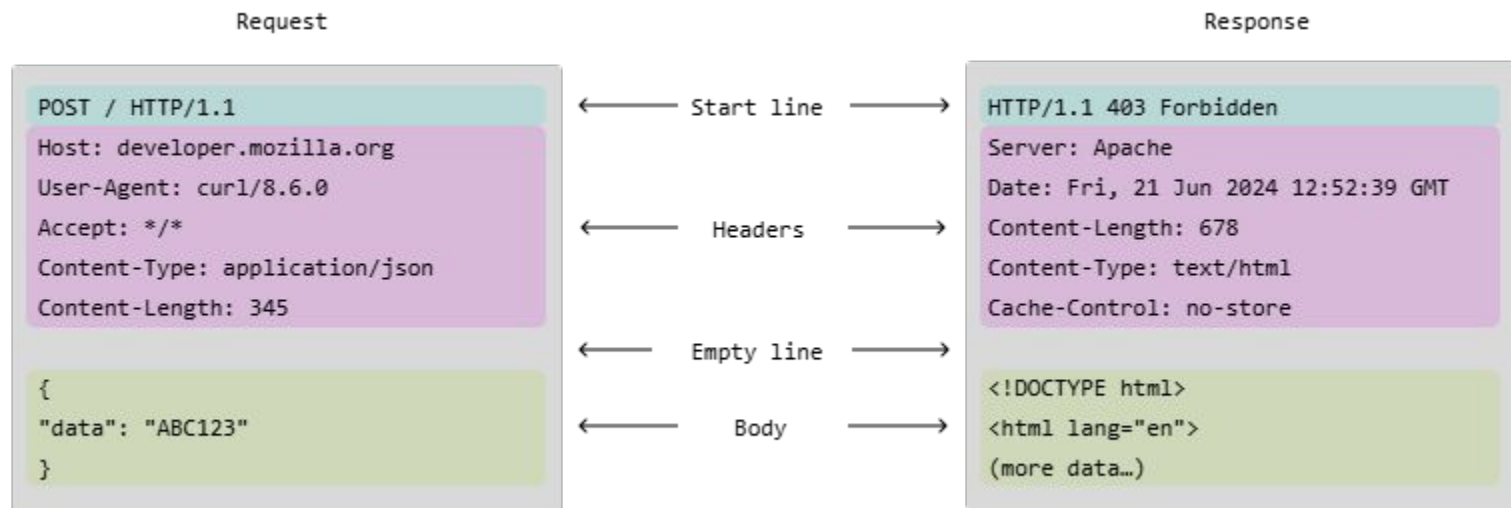 Request
POST / HTTP/1.1
Host: developer.mozilla.org
User-Agent: curl/8.6.0
Accept: */*
Content-Type: application/json
Content-Length: 345
{
"data": "ABC123"
}
Start line
Headers
Empty line
Body
Response
HTTP/1.1 403 Forbidden
Server: Apache
Date: Fri, 21 Jun 2024 12:52:39 GMT
Content-Length: 678
Content-Type: text/html
Cache-Control: no-store
<!DOCTYPE html>
<html lang="en">
(more data…)